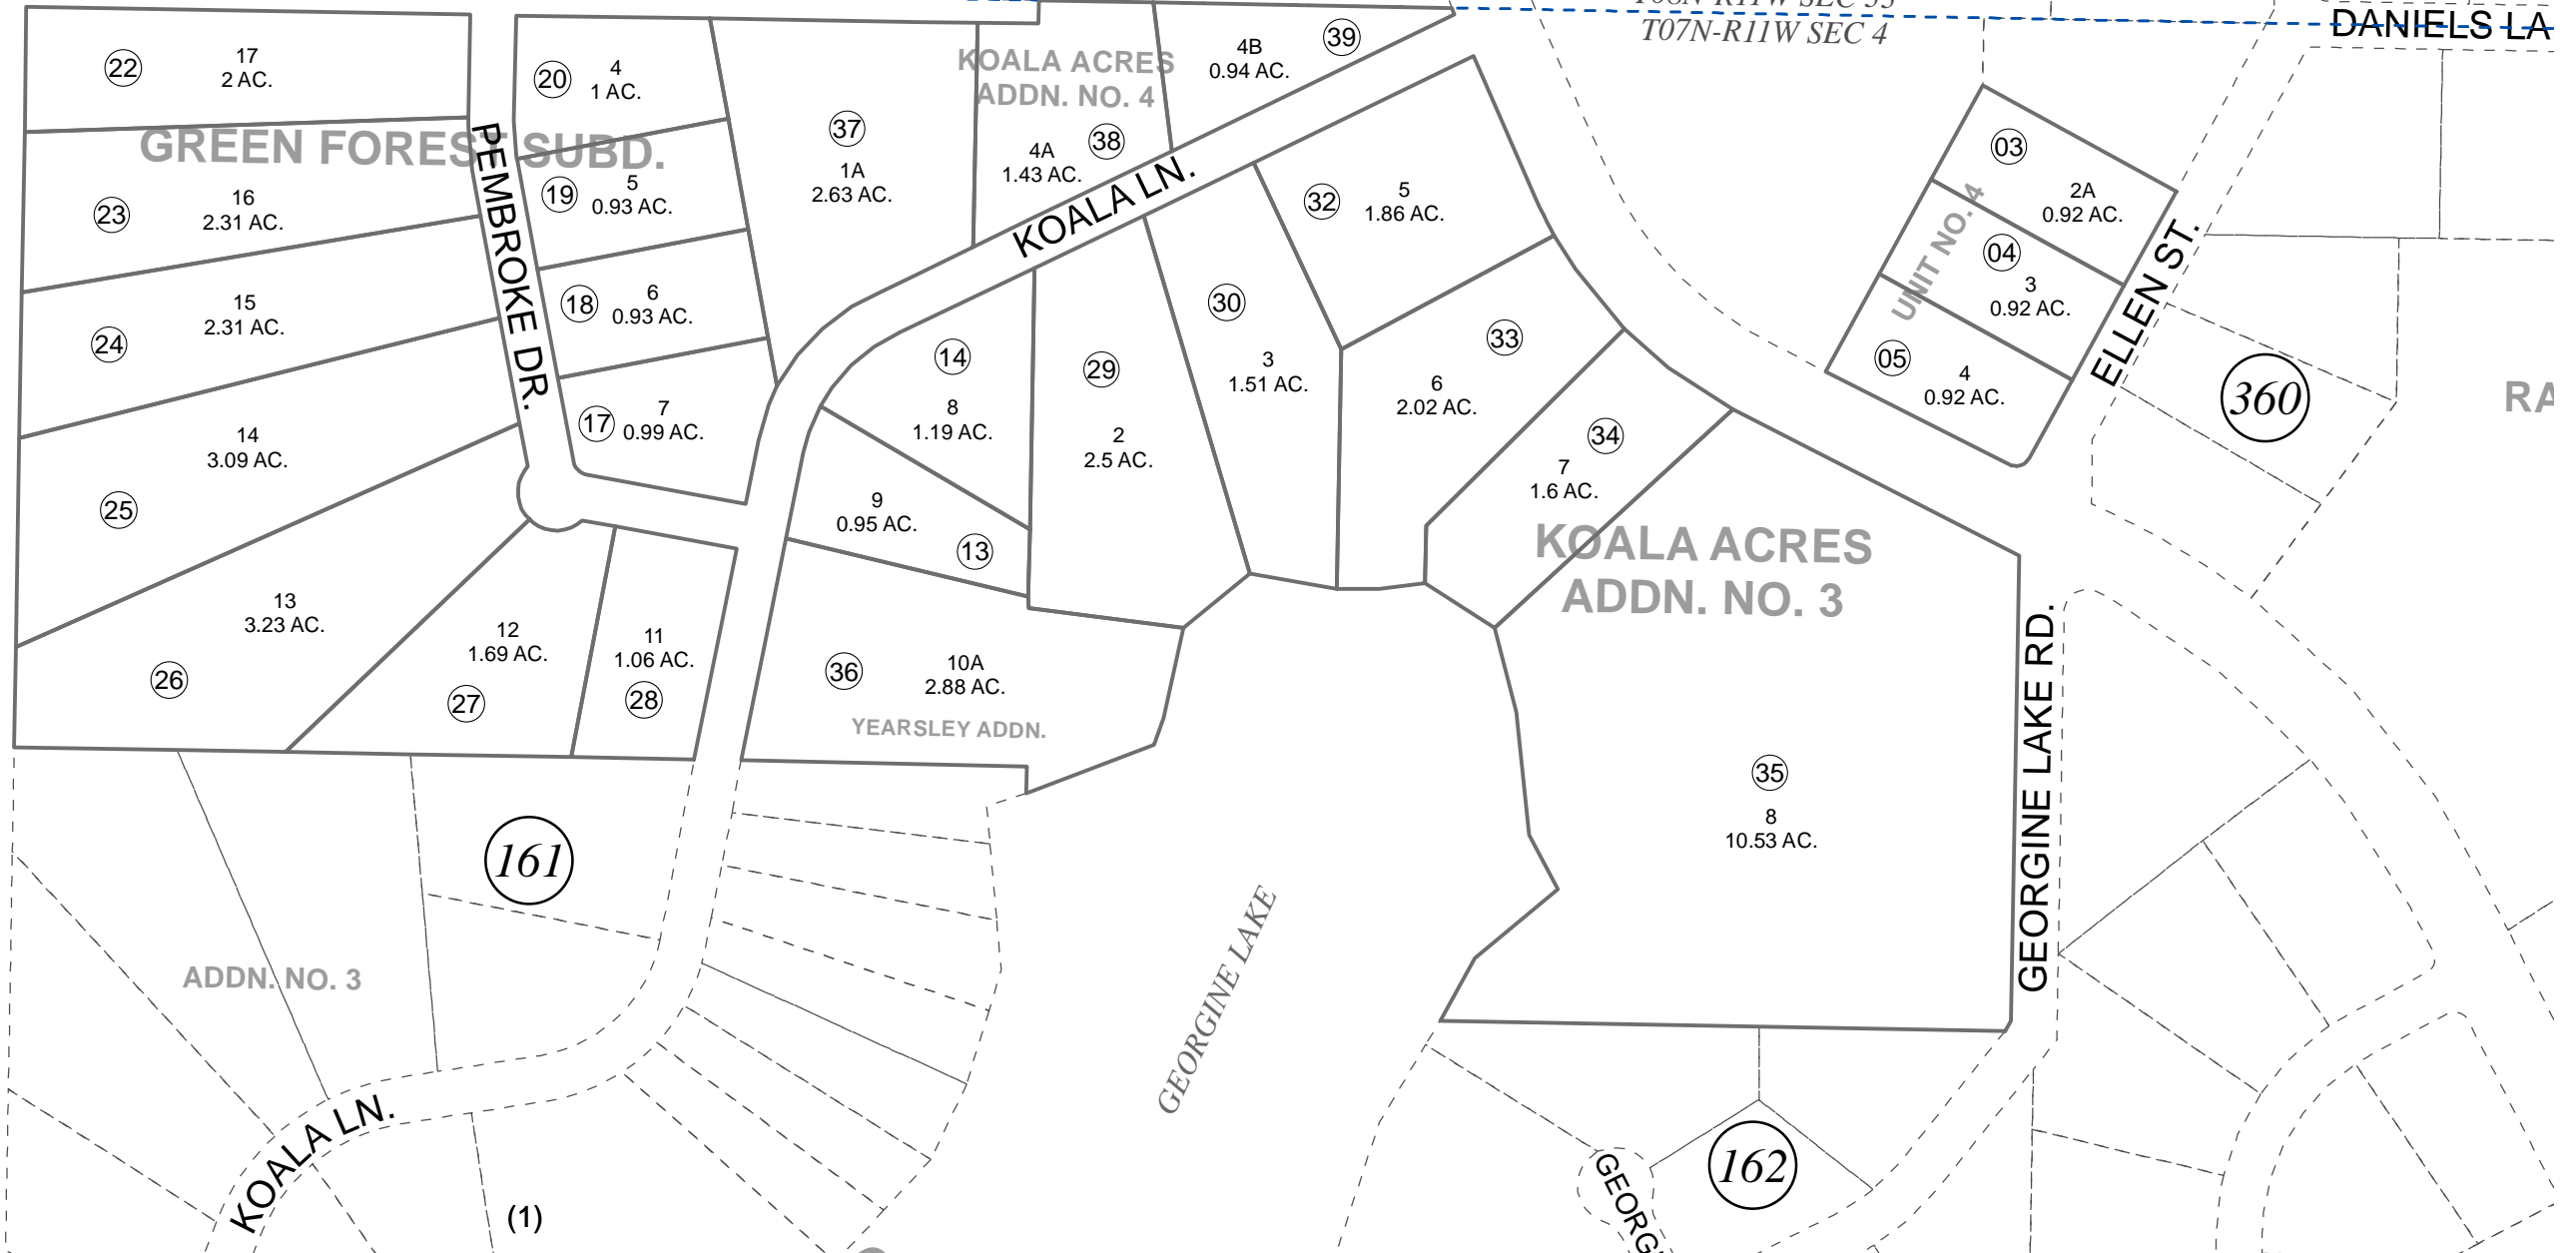 T07N-R11W SEC 4
DANIELS LA
22
17
2 AC.
GREEN FOREST SUBD.
23
16
2.31 AC.
24
15
2.31 AC.
25
14
3.09 AC.
26
13
3.23 AC.
27
12
1.69 AC.
28
11
1.06 AC.
PEMBROKE DR.
20
4
1 AC.
19
5
0.93 AC.
18
6
0.93 AC.
17
7
0.99 AC.
37
1A
2.63 AC.
KOALA ACRES
ADDN. NO. 4
38
4A
1.43 AC.
39
4B
0.94 AC.
KOALA LN.
32
5
1.86 AC.
30
3
1.51 AC.
33
6
2.02 AC.
34
7
1.6 AC.
14
8
1.19 AC.
29
2
2.5 AC.
13
9
0.95 AC.
36
10A
2.88 AC.
YEARSLEY ADDN.
KOALA ACRES
ADDN. NO. 3
35
8
10.53 AC.
03
2A
0.92 AC.
04
3
0.92 AC.
05
4
0.92 AC.
UNIT NO. 4
ELLEN ST.
360
RA
GEORGINE LAKE RD.
GEORGINE LAKE
161
ADDN. NO. 3
KOALA LN.
(1)
162
GEORGI